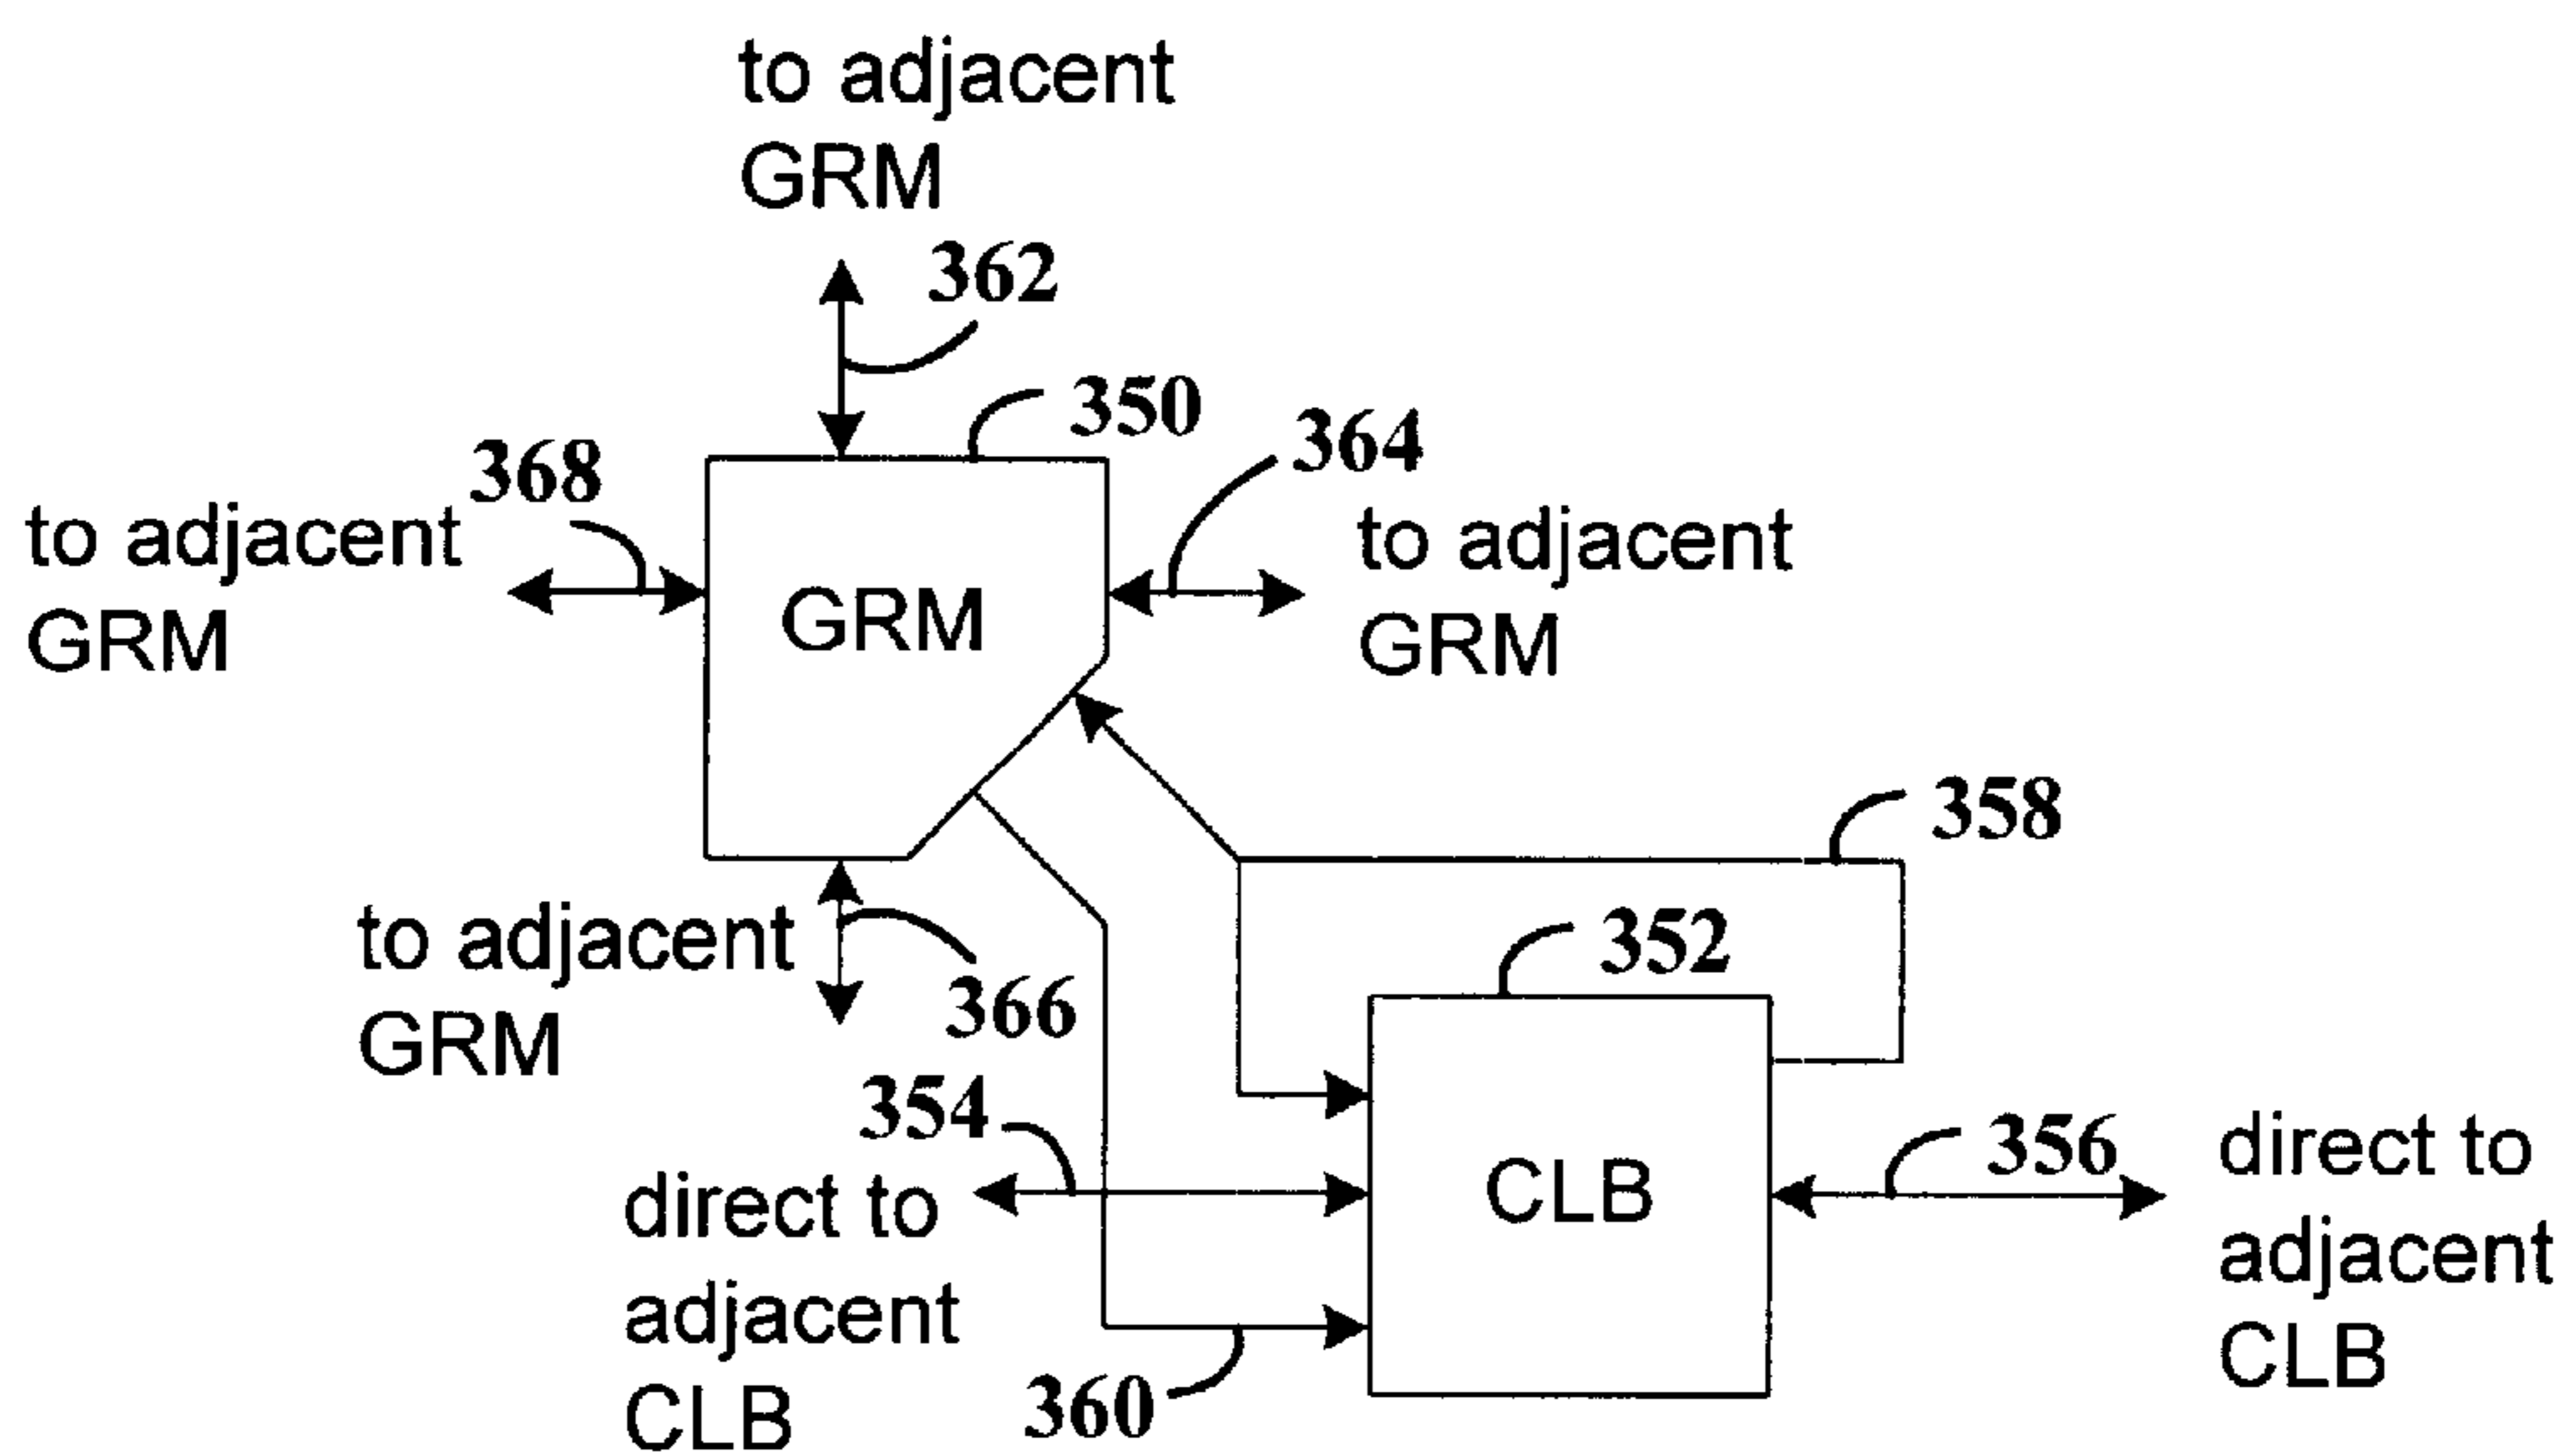 to adjacent
GRM
362
350
364
368
to adjacent
GRM
GRM
to adjacent
GRM
358
352
to adjacent
GRM
366
354
direct to
adjacent
CLB
CLB
356
direct to
adjacent
CLB
360